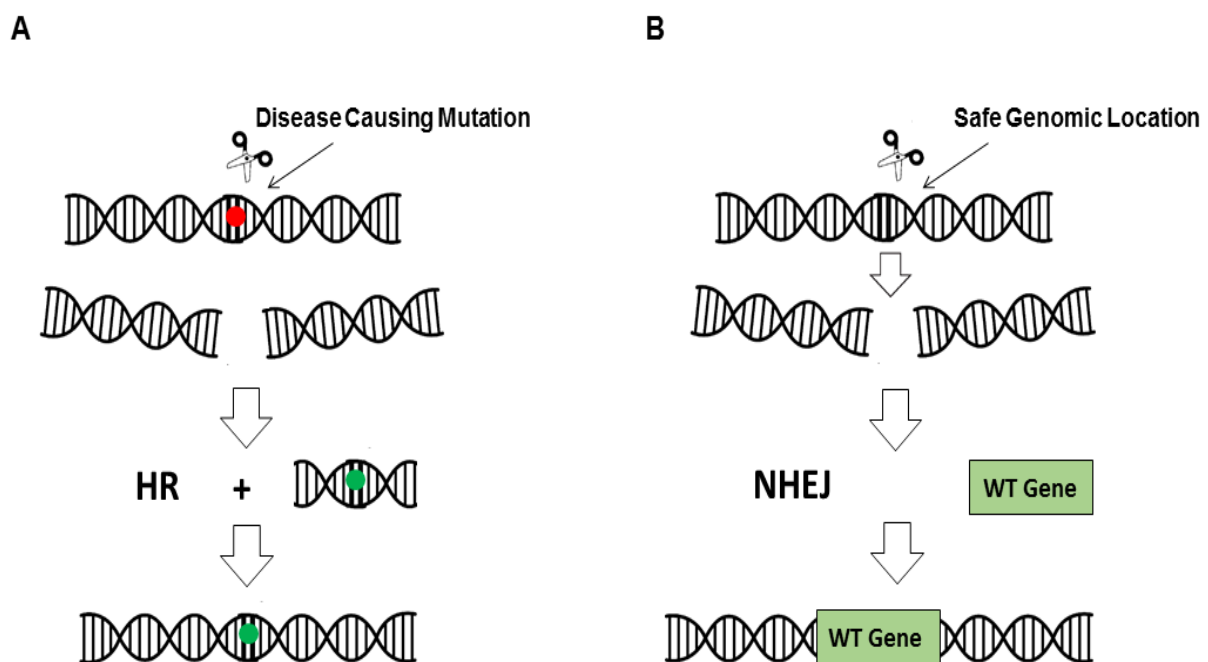 A
B
Disease Causing Mutation
Safe Genomic Location
HR +
NHEJ
WT Gene
WT Gene